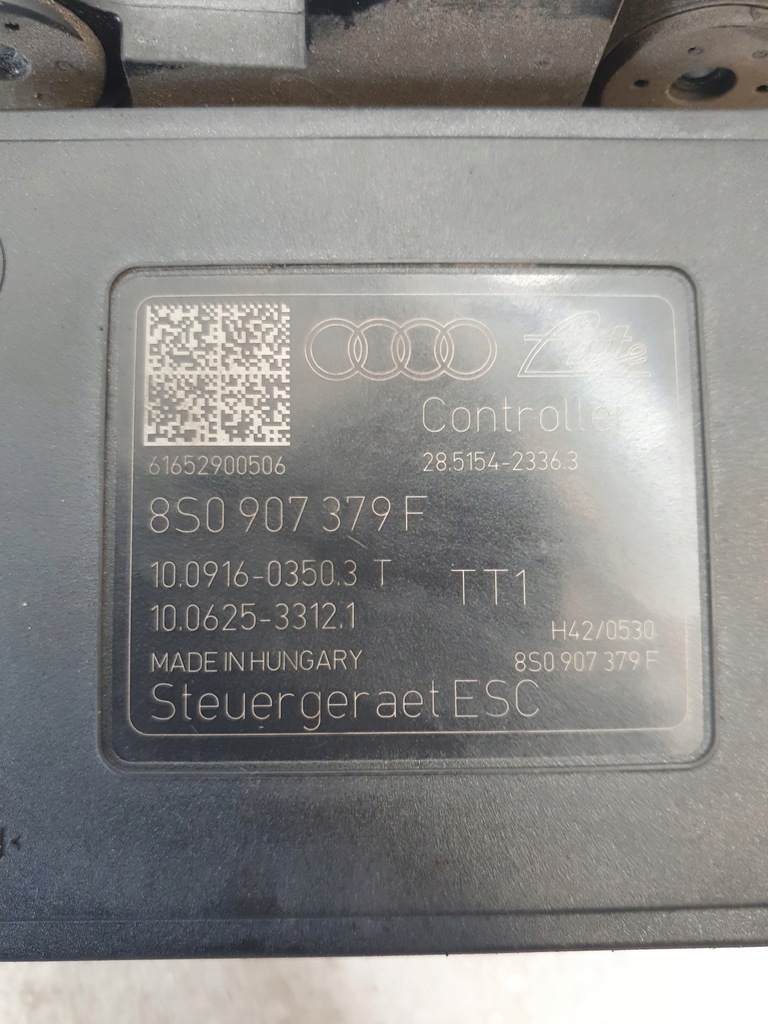 Ate
Controller
61652900506
28.5154-2336.3
8S0 907 379 F
10.0916-0350.3 T
TT1
10.0625-3312.1
H42/0530
MADE IN HUNGARY
8S0 907 379 F
Steuergeraet ESC